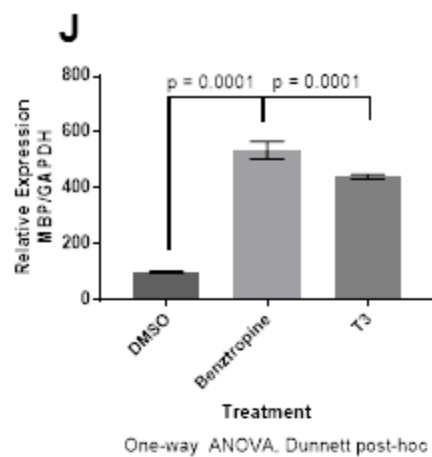 J
800
600
400
200
0
Relative Expression
MBP/GAPDH
p = 0.0001 p = 0.0001
DMSO
Benztropine
T3
Treatment
One-way ANOVA, Dunnett post-hoc